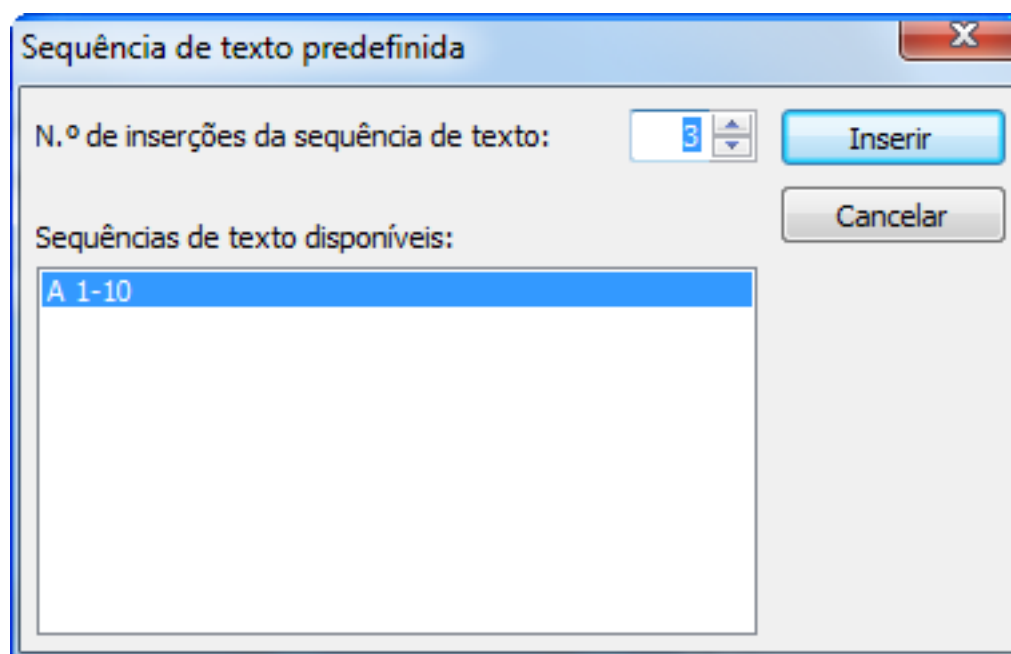 Sequência de texto predefinida
N.º de inserções da sequência de texto:
3
Inserir
Cancelar
Sequências de texto disponíveis:
A 1-10